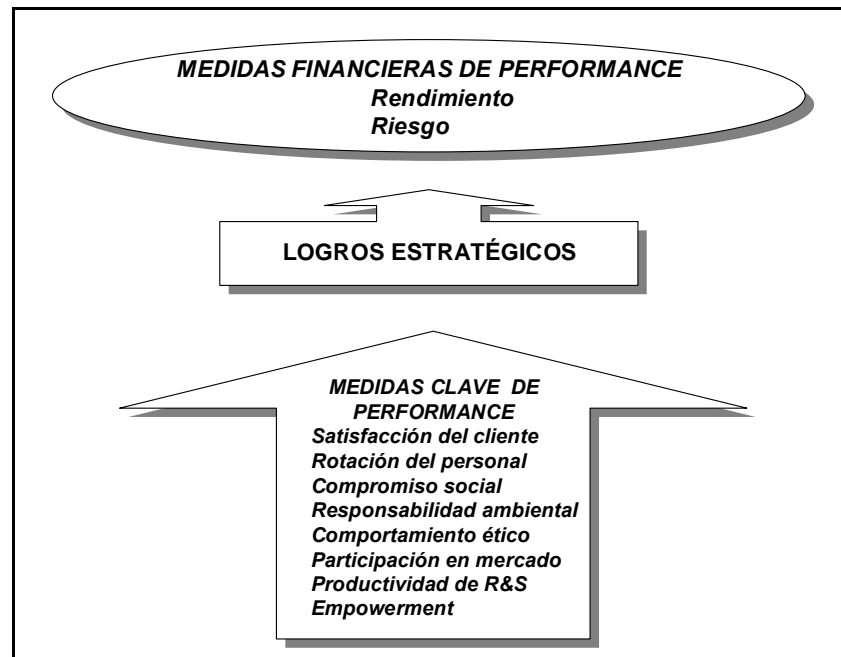 MEDIDAS FINANCIERAS DE PERFORMANCE
Rendimiento
Riesgo
LOGROS ESTRATÉGICOS
MEDIDAS CLAVE DE
PERFORMANCE
Satisfacción del cliente
Rotación del personal
Compromiso social
Responsabilidad ambiental
Comportamiento ético
Participación en mercado
Productividad de R&S
Empowerment